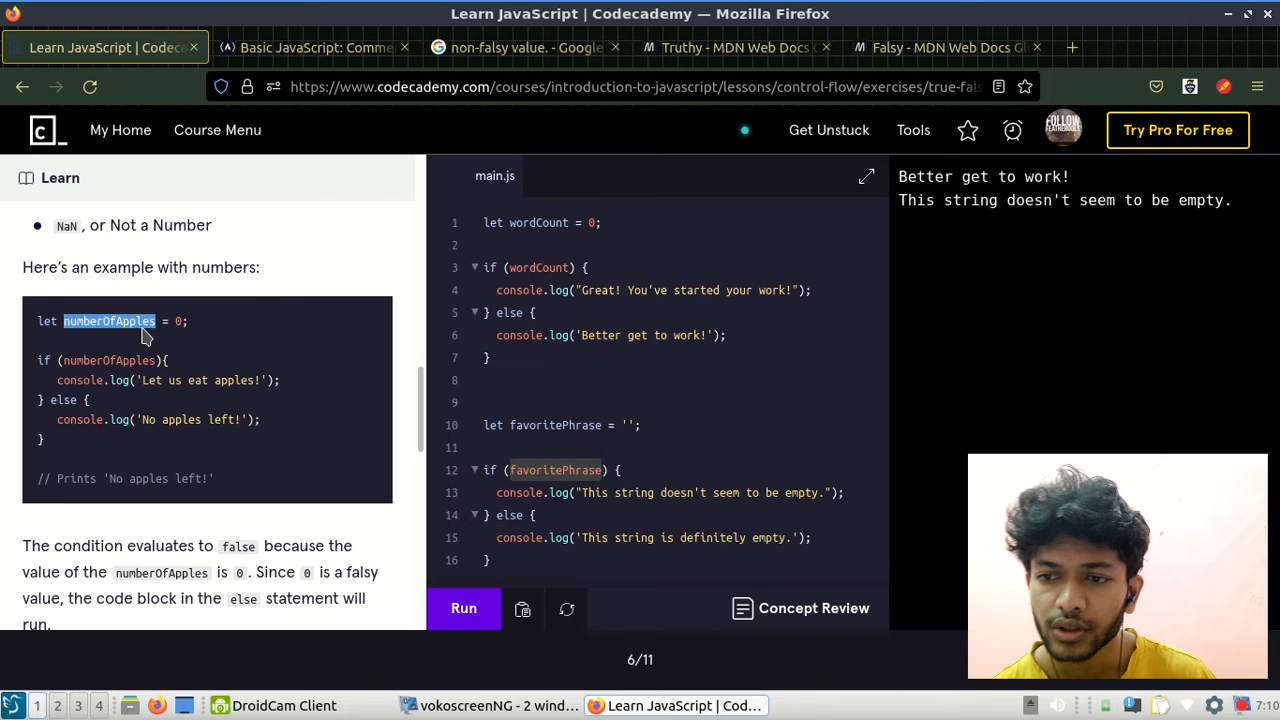 Learn JavaScript | Codecademy — Mozilla Firefox
Learn JavaScript | Codeca
Basic JavaScript: Comme
non-falsy value. - Google
Truthy - MDN Web Docs
Falsy - MDN Web Docs Gl
https://www.codecademy.com/courses/introduction-to-javascript/lessons/control-flow/exercises/true-fals
My Home
Course Menu
Get Unstuck
Tools
Try Pro For Free
Learn
NaN, or Not a Number
Here's an example with numbers:
let numberOfApples = 0;
if (numberOfApples){
console.log('Let us eat apples!');
} else {
console.log('No apples left!');
}
// Prints 'No apples left!'
The condition evaluates to false because the
value of the numberOfApples is 0. Since 0 is a falsy
value, the code block in the else statement will
run.
main.js
1 let wordCount = 0;
2
3 if (wordCount) {
4 console.log("Great! You've started your work!");
5 } else {
6 console.log('Better get to work!');
7 }
8
9
10 let favoritePhrase = '';
11
12 if (favoritePhrase) {
13 console.log("This string doesn't seem to be empty.");
14 } else {
15 console.log('This string is definitely empty.');
16 }
Run
Concept Review
Better get to work!
This string doesn't seem to be empty.
6/11
1 2 3 4
DroidCam Client
vokoscreenNG - 2 wind...
Learn JavaScript | Cod...
7:10